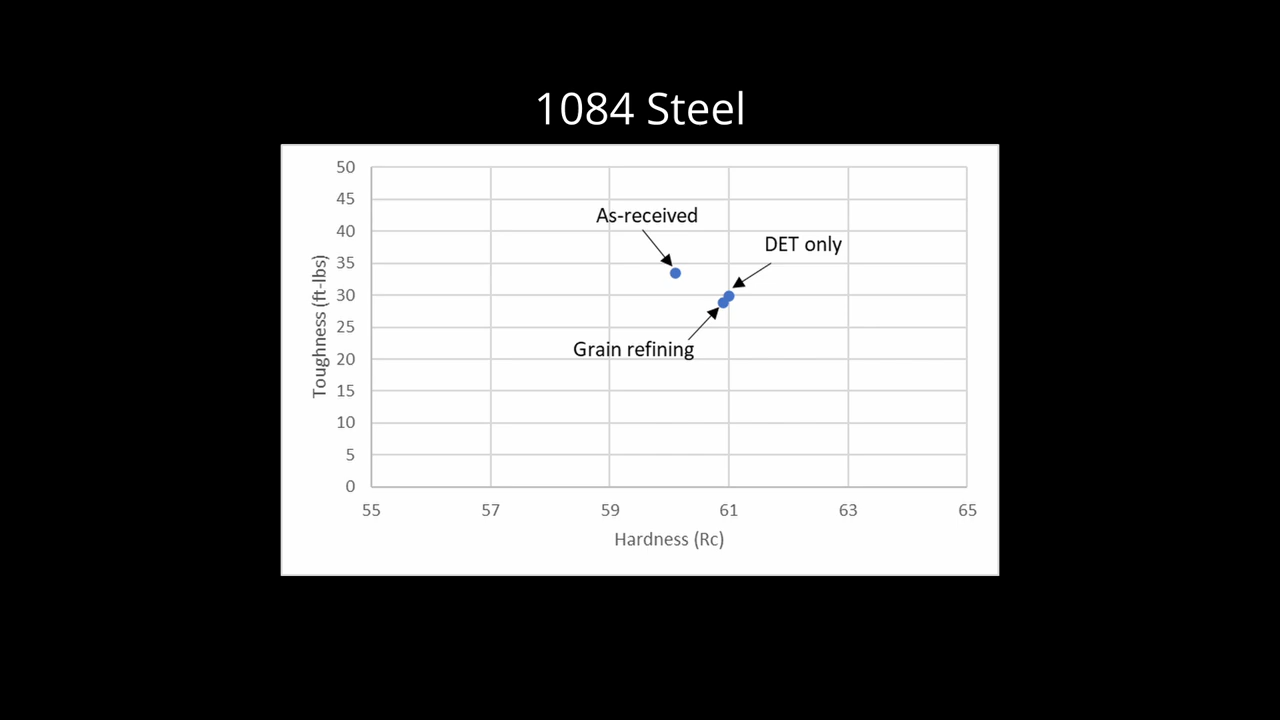 1084 Steel
50
45
40
35
30
25
20
15
10
5
0
Toughness (ft-lbs)
As-received
DET only
Grain refining
55 57 59 61 63 65
Hardness (Rc)